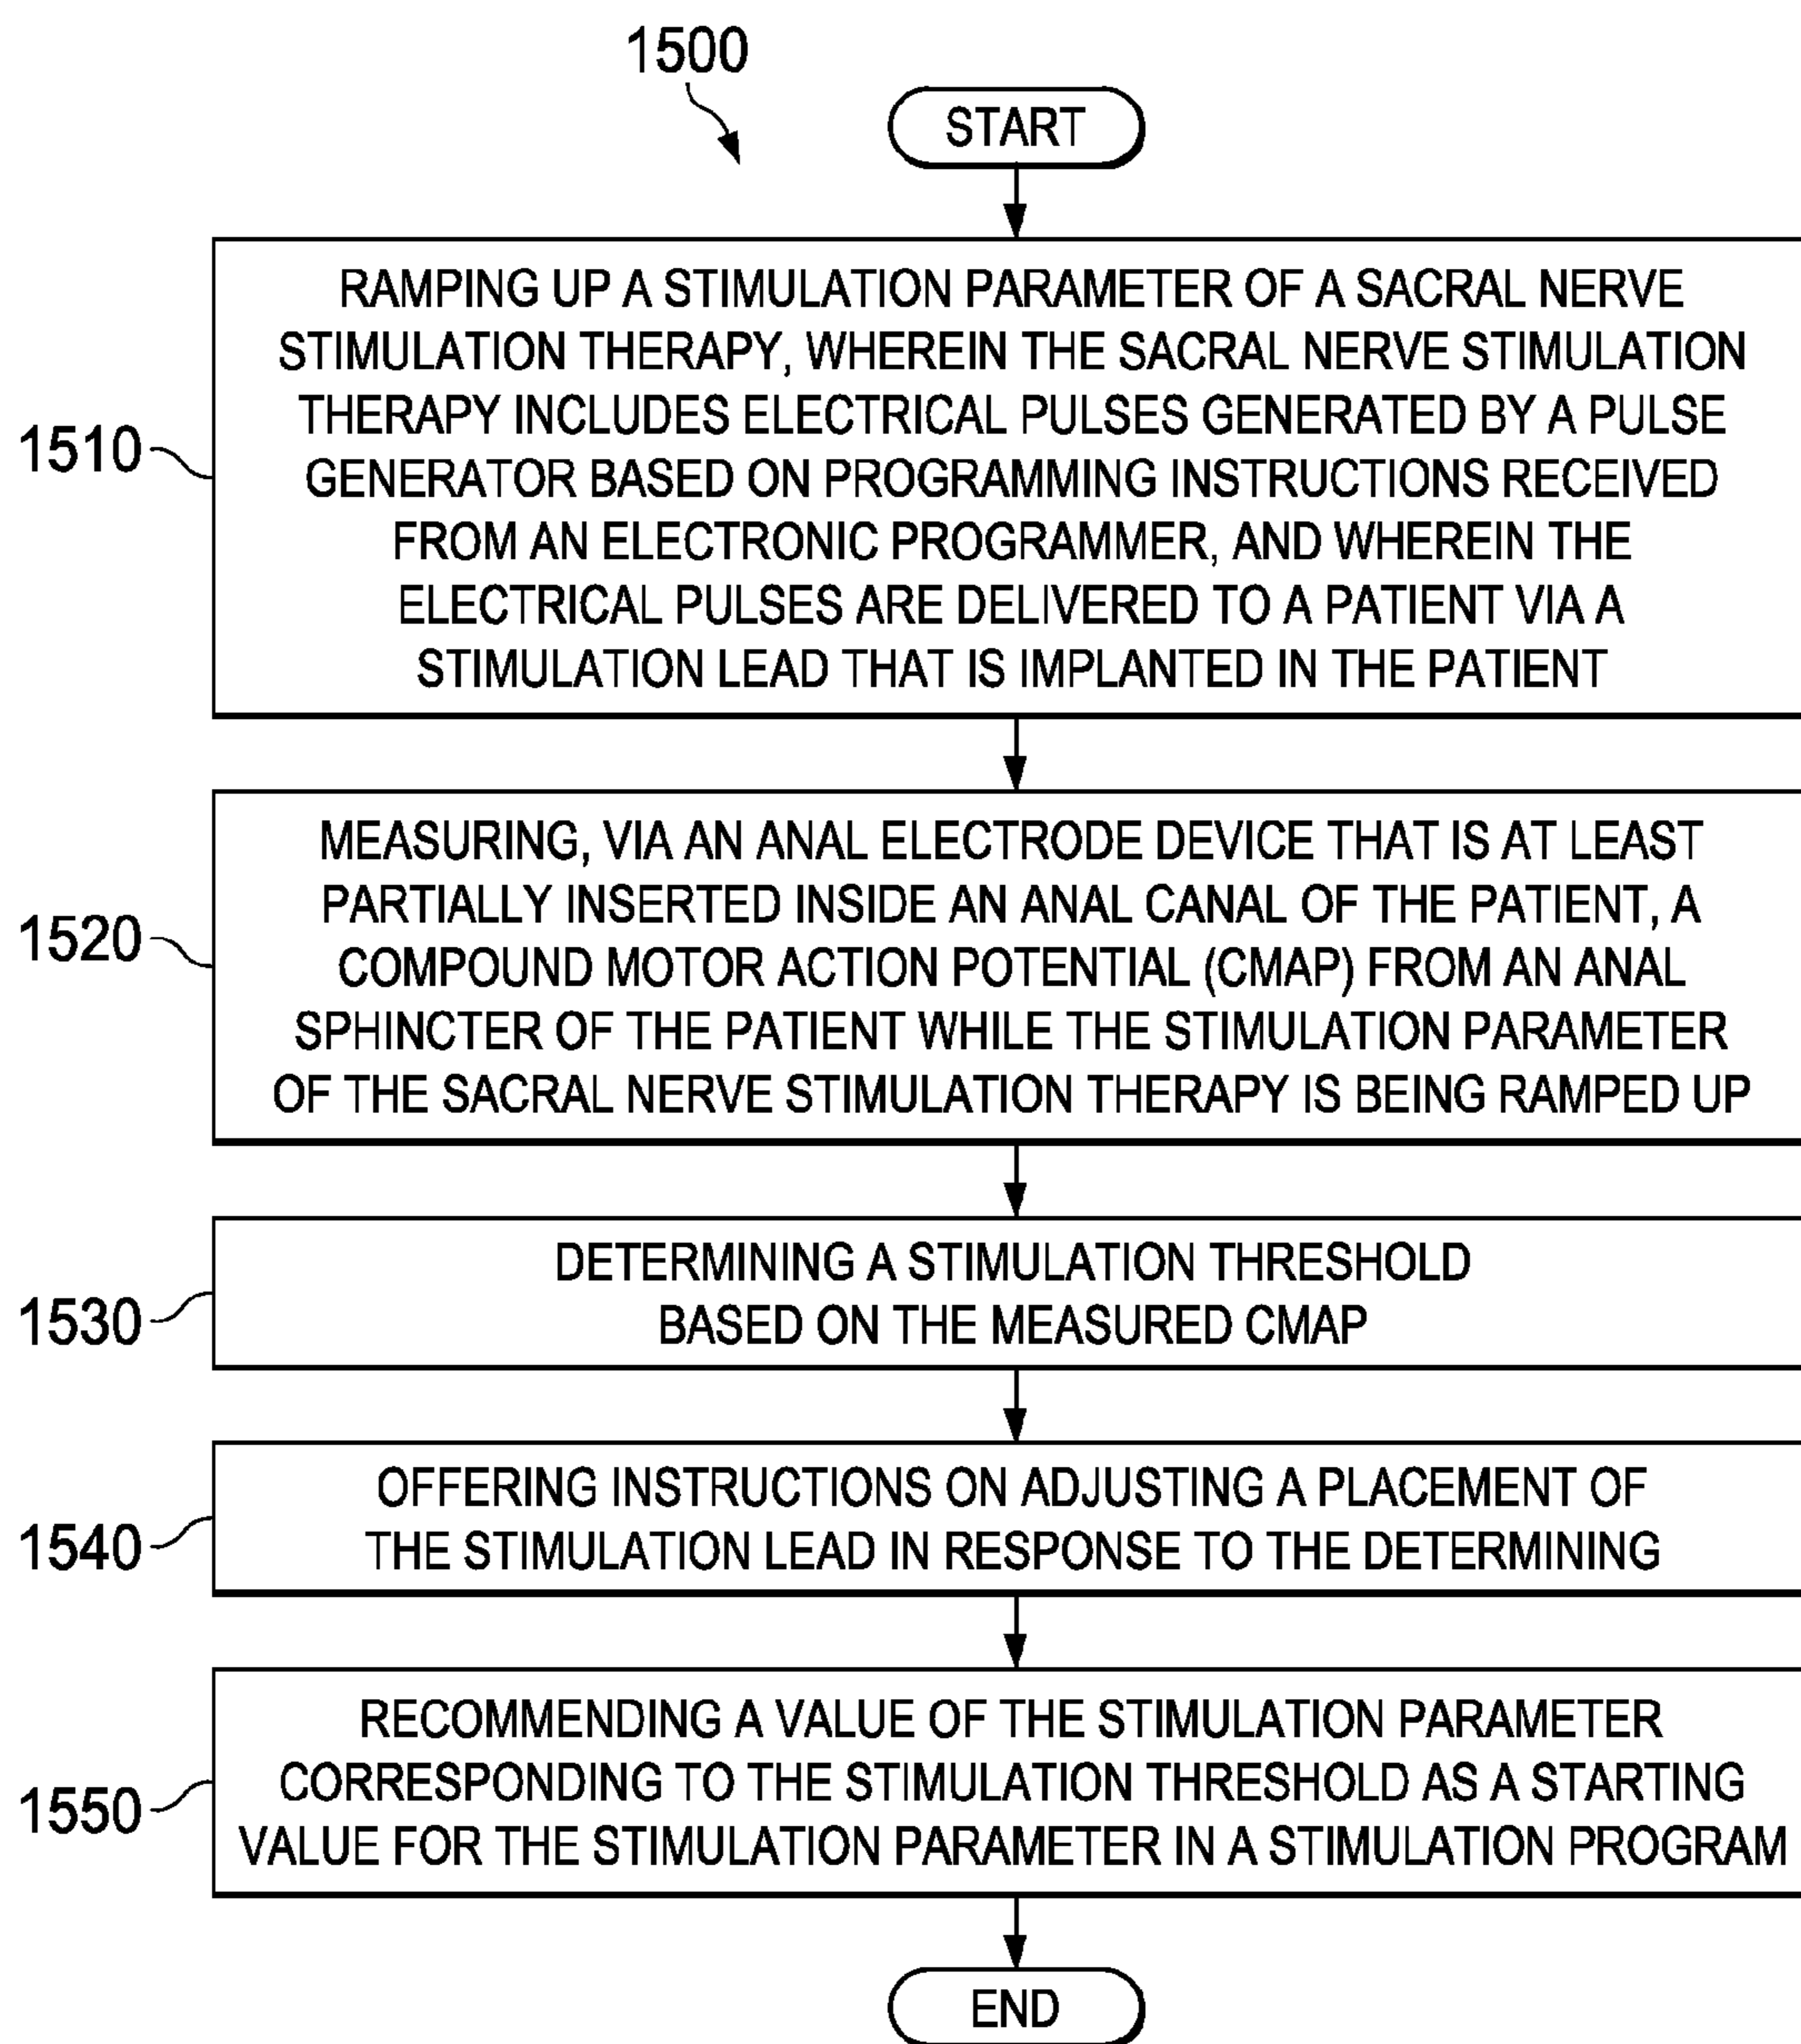 1500
START
RAMPING UP A STIMULATION PARAMETER OF A SACRAL NERVE
STIMULATION THERAPY, WHEREIN THE SACRAL NERVE STIMULATION
THERAPY INCLUDES ELECTRICAL PULSES GENERATED BY A PULSE
1510
GENERATOR BASED ON PROGRAMMING INSTRUCTIONS RECEIVED
FROM AN ELECTRONIC PROGRAMMER, AND WHEREIN THE
ELECTRICAL PULSES ARE DELIVERED TO A PATIENT VIA A
STIMULATION LEAD THAT IS IMPLANTED IN THE PATIENT
MEASURING, VIA AN ANAL ELECTRODE DEVICE THAT IS AT LEAST
PARTIALLY INSERTED INSIDE AN ANAL CANAL OF THE PATIENT, A
1520
COMPOUND MOTOR ACTION POTENTIAL (CMAP) FROM AN ANAL
SPHINCTER OF THE PATIENT WHILE THE STIMULATION PARAMETER
OF THE SACRAL NERVE STIMULATION THERAPY IS BEING RAMPED UP
DETERMINING A STIMULATION THRESHOLD
1530
BASED ON THE MEASURED CMAP
OFFERING INSTRUCTIONS ON ADJUSTING A PLACEMENT OF
1540
THE STIMULATION LEAD IN RESPONSE TO THE DETERMINING
RECOMMENDING A VALUE OF THE STIMULATION PARAMETER
CORRESPONDING TO THE STIMULATION THRESHOLD AS A STARTING
1550
VALUE FOR THE STIMULATION PARAMETER IN A STIMULATION PROGRAM
END